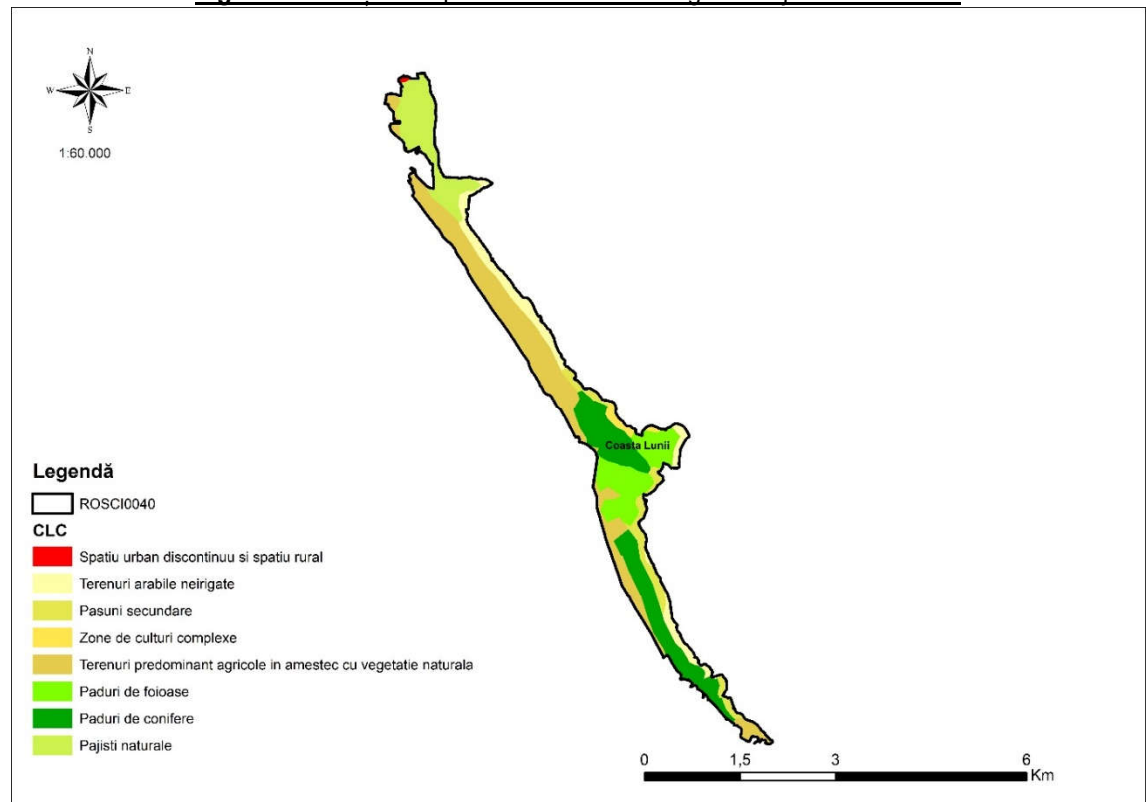 N
W E
S
1:60.000
Coasta Lunii
Legendă
ROSCI0040
CLC
Spatiu urban discontinuu si spatiu rural
Terenuri arabile neirigate
Pasuni secundare
Zone de culturi complexe
Terenuri predominant agricole in amestec cu vegetatie naturala
Paduri de foioase
Paduri de conifere
Pajisti naturale
0 1,5 3 6
Km